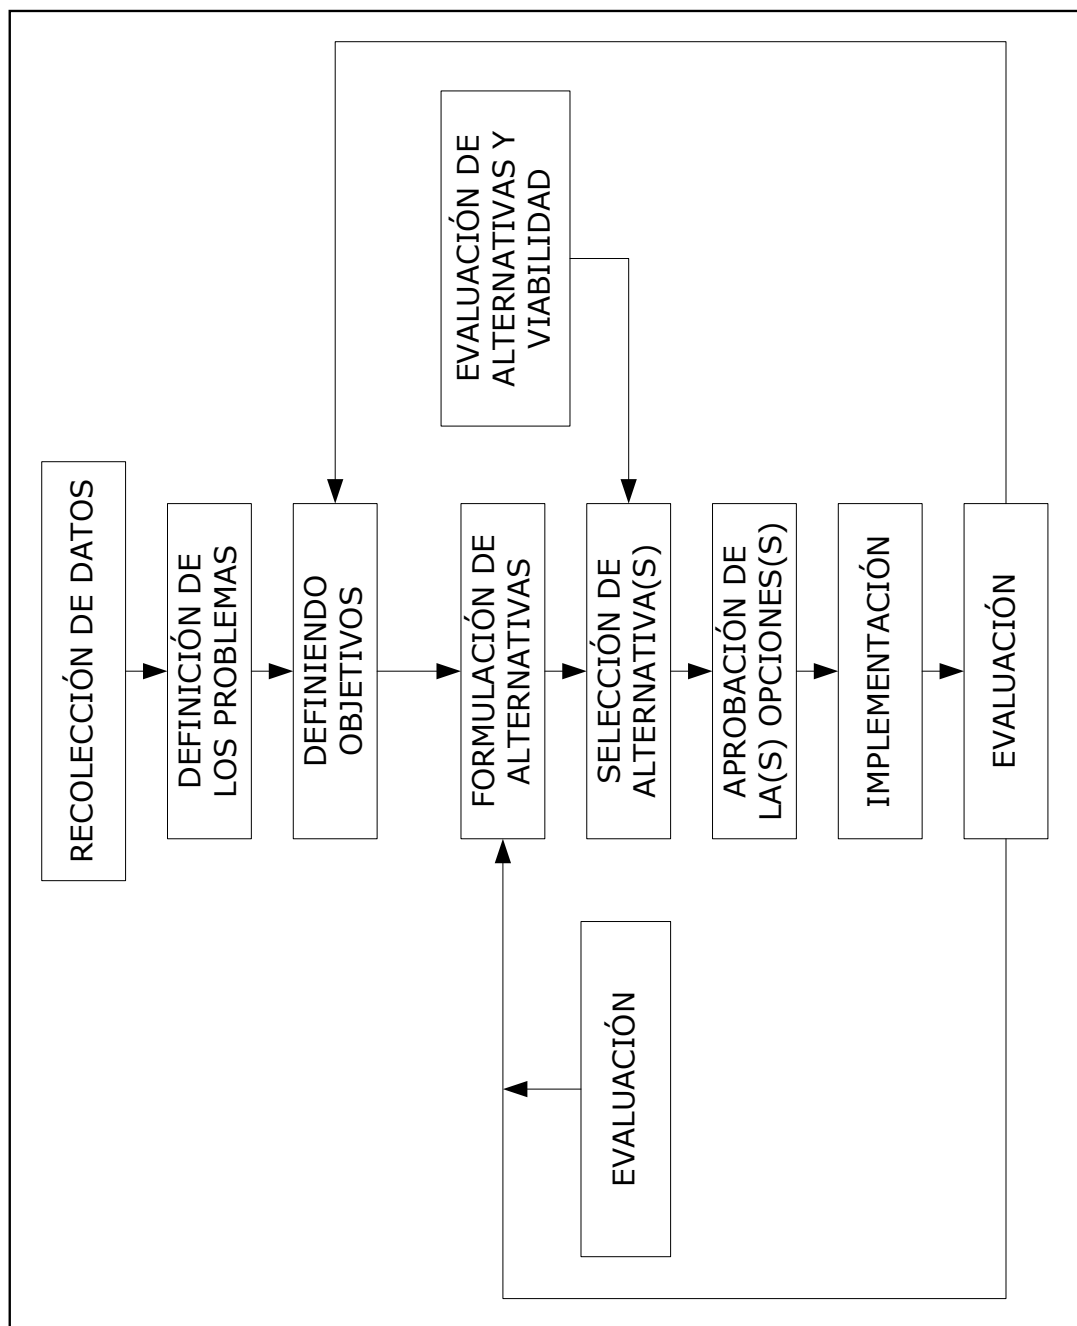 RECOLECCIÓN DE DATOS
DEFINICIÓN DE
LOS PROBLEMAS
DEFINIENDO
OBJETIVOS
EVALUACIÓN DE
ALTERNATIVAS Y
VIABILIDAD
FORMULACIÓN DE
ALTERNATIVAS
SELECCIÓN DE
ALTERNATIVA(S)
EVALUACIÓN
APROBACIÓN DE
LA(S) OPCIONES(S)
IMPLEMENTACIÓN
EVALUACIÓN